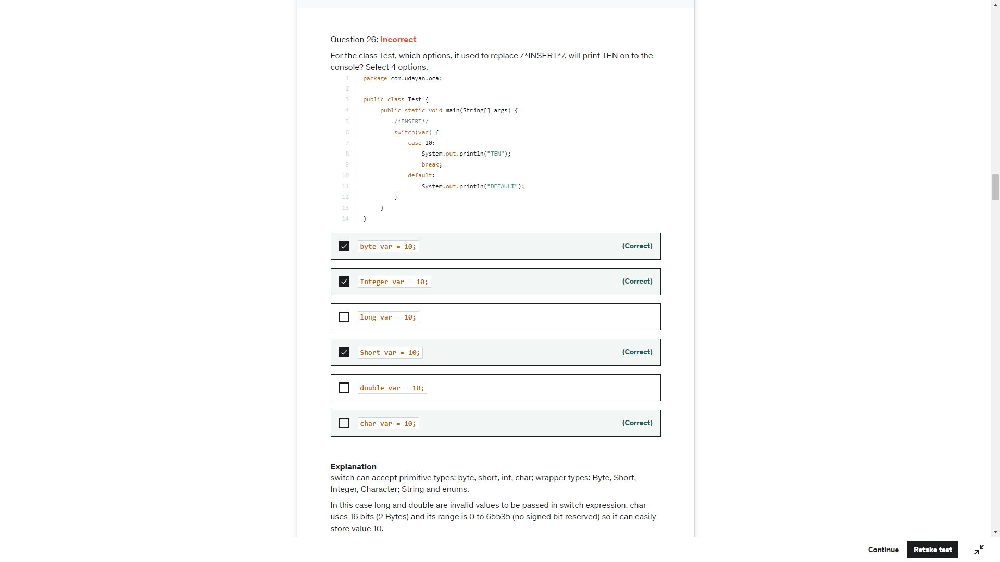 Question 26: Incorrect
For the class Test, which options, if used to replace /*INSERT*/, will print TEN on to the
console? Select 4 options.
1 package com.udayan.oca;
2
3 public class Test {
4 public static void main(String[] args) {
5 /*INSERT*/
6 switch(var) {
7 case 10:
8 System.out.println("TEN");
9 break;
10 default:
11 System.out.println("DEFAULT");
12 }
13 }
14 }
byte var = 10; (Correct)
Integer var = 10; (Correct)
long var = 10;
Short var = 10; (Correct)
double var = 10;
char var = 10; (Correct)
Explanation
switch can accept primitive types: byte, short, int, char; wrapper types: Byte, Short,
Integer, Character; String and enums.
In this case long and double are invalid values to be passed in switch expression. char
uses 16 bits (2 Bytes) and its range is 0 to 65535 (no signed bit reserved) so it can easily
store value 10.
Continue Retake test